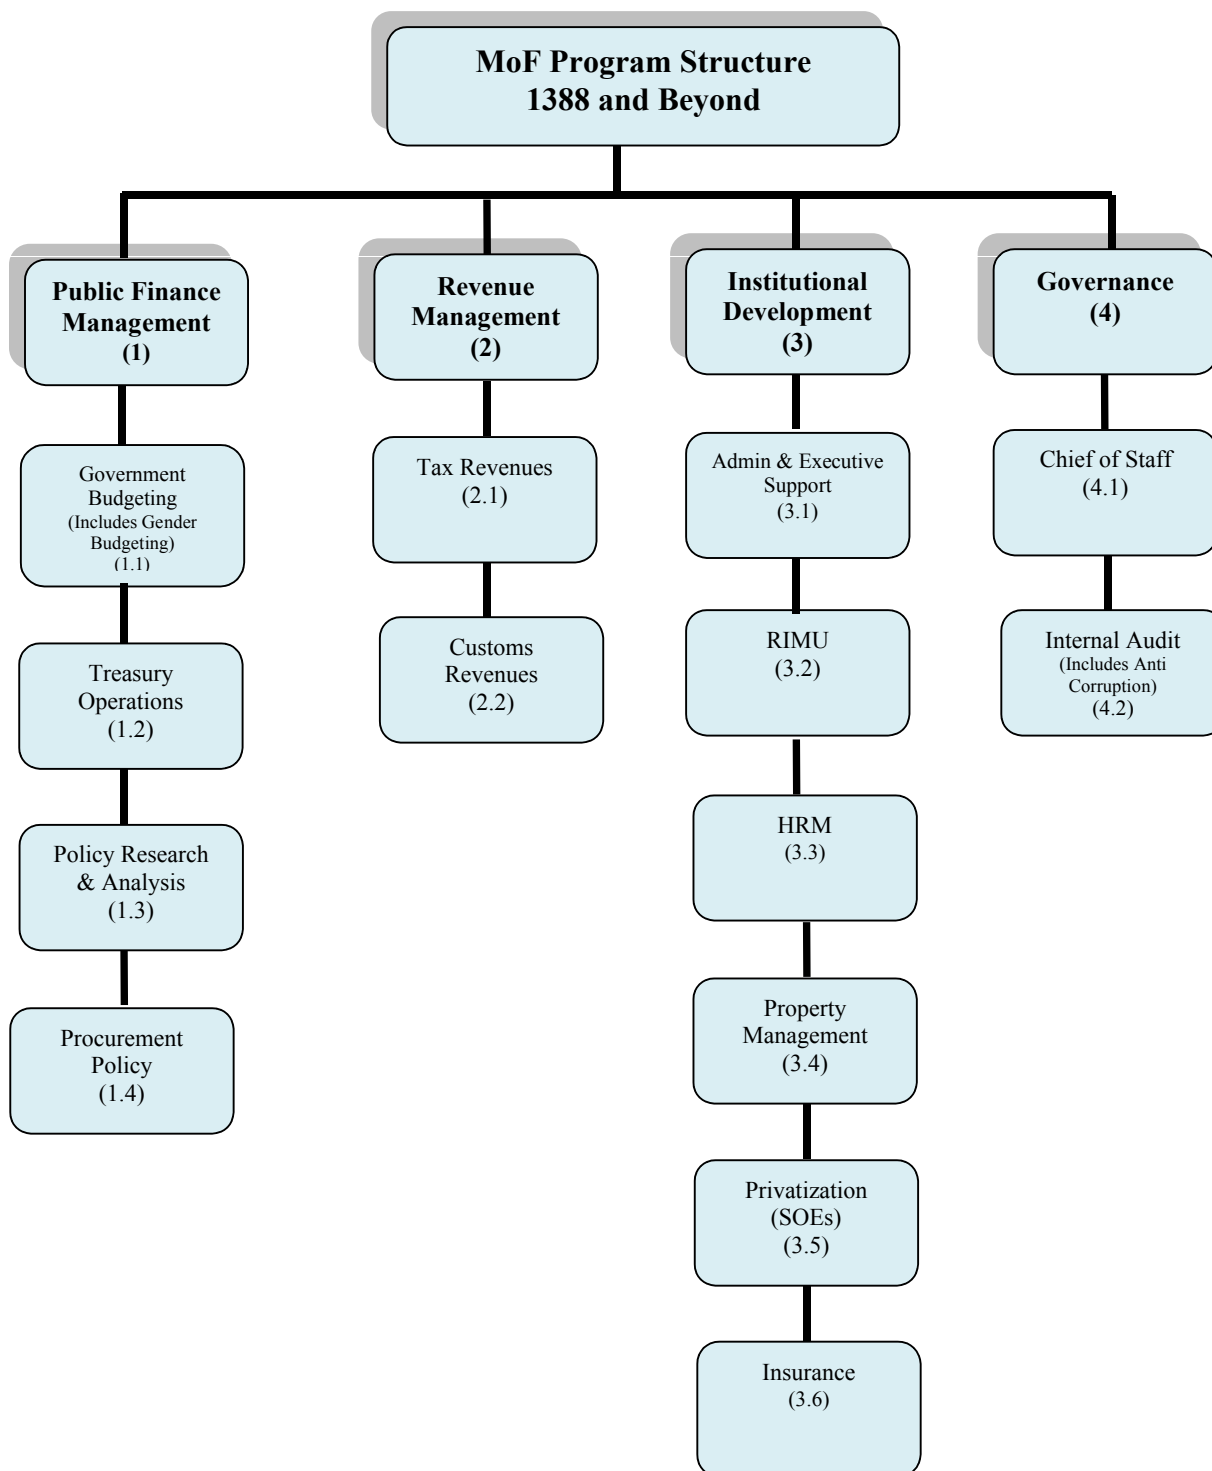 MoF Program Structure
1388 and Beyond
Public Finance
Management
(1)
Government
Budgeting
(Includes Gender
Budgeting)
(1.1)
Treasury
Operations
(1.2)
Policy Research
& Analysis
(1.3)
Procurement
Policy
(1.4)
Revenue
Management
(2)
Tax Revenues
(2.1)
Customs
Revenues
(2.2)
Institutional
Development
(3)
Admin & Executive
Support
(3.1)
RIMU
(3.2)
HRM
(3.3)
Property
Management
(3.4)
Privatization
(SOEs)
(3.5)
Insurance
(3.6)
Governance
(4)
Chief of Staff
(4.1)
Internal Audit
(Includes Anti
Corruption)
(4.2)